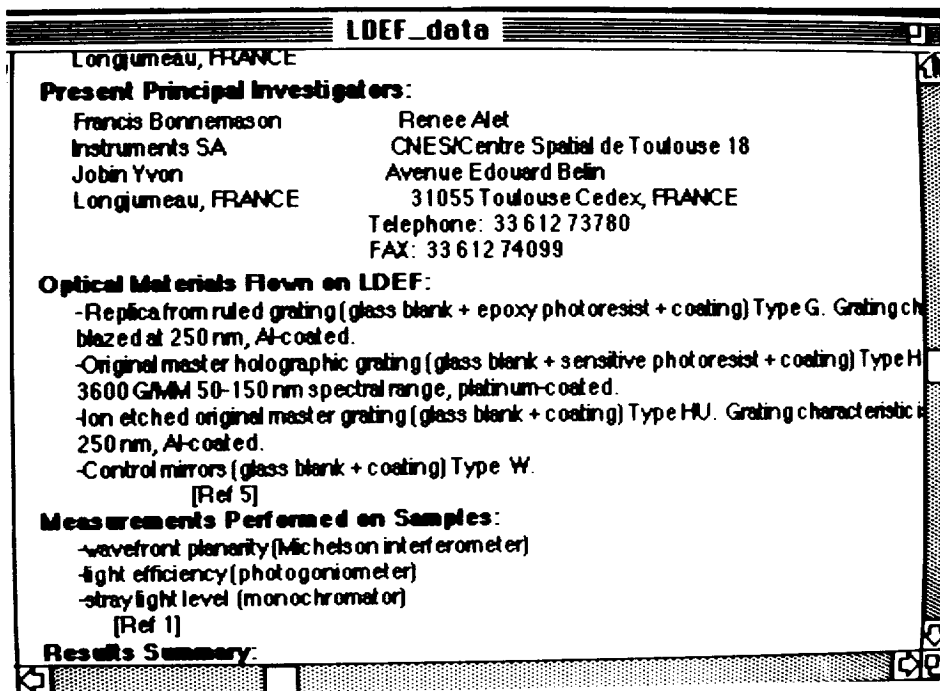 LDEF_data
Longjumeau, FRANCE
Present Principal Investigators:
Francis Bonnemason Renee Alet
Instruments SA CNES/Centre Spatial de Toulouse 18
Jobin Yvon Avenue Edouard Belin
Longjumeau, FRANCE 31055 Toulouse Cedex, FRANCE
Telephone: 33 612 73780
FAX: 33 612 74099
Optical Materials Flown on LDEF:
-Replica from ruled grating (glass blank + epoxy photoresist + coating) Type G. Grating ch
blazed at 250 nm, Al-coated.
-Original master holographic grating (glass blank + sensitive photoresist + coating) Type H
3600 G/MM 50-150 nm spectral range, platinum-coated.
-Ion etched original master grating (glass blank + coating) Type HU. Grating characteristic is
250 nm, Al-coated.
-Control mirrors (glass blank + coating) Type W.
[Ref 5]
Measurements Performed on Samples:
-wavefront planarity (Michelson interferometer)
-light efficiency (photogoniometer)
-stray light level (monochromator)
[Ref 1]
Results Summary: